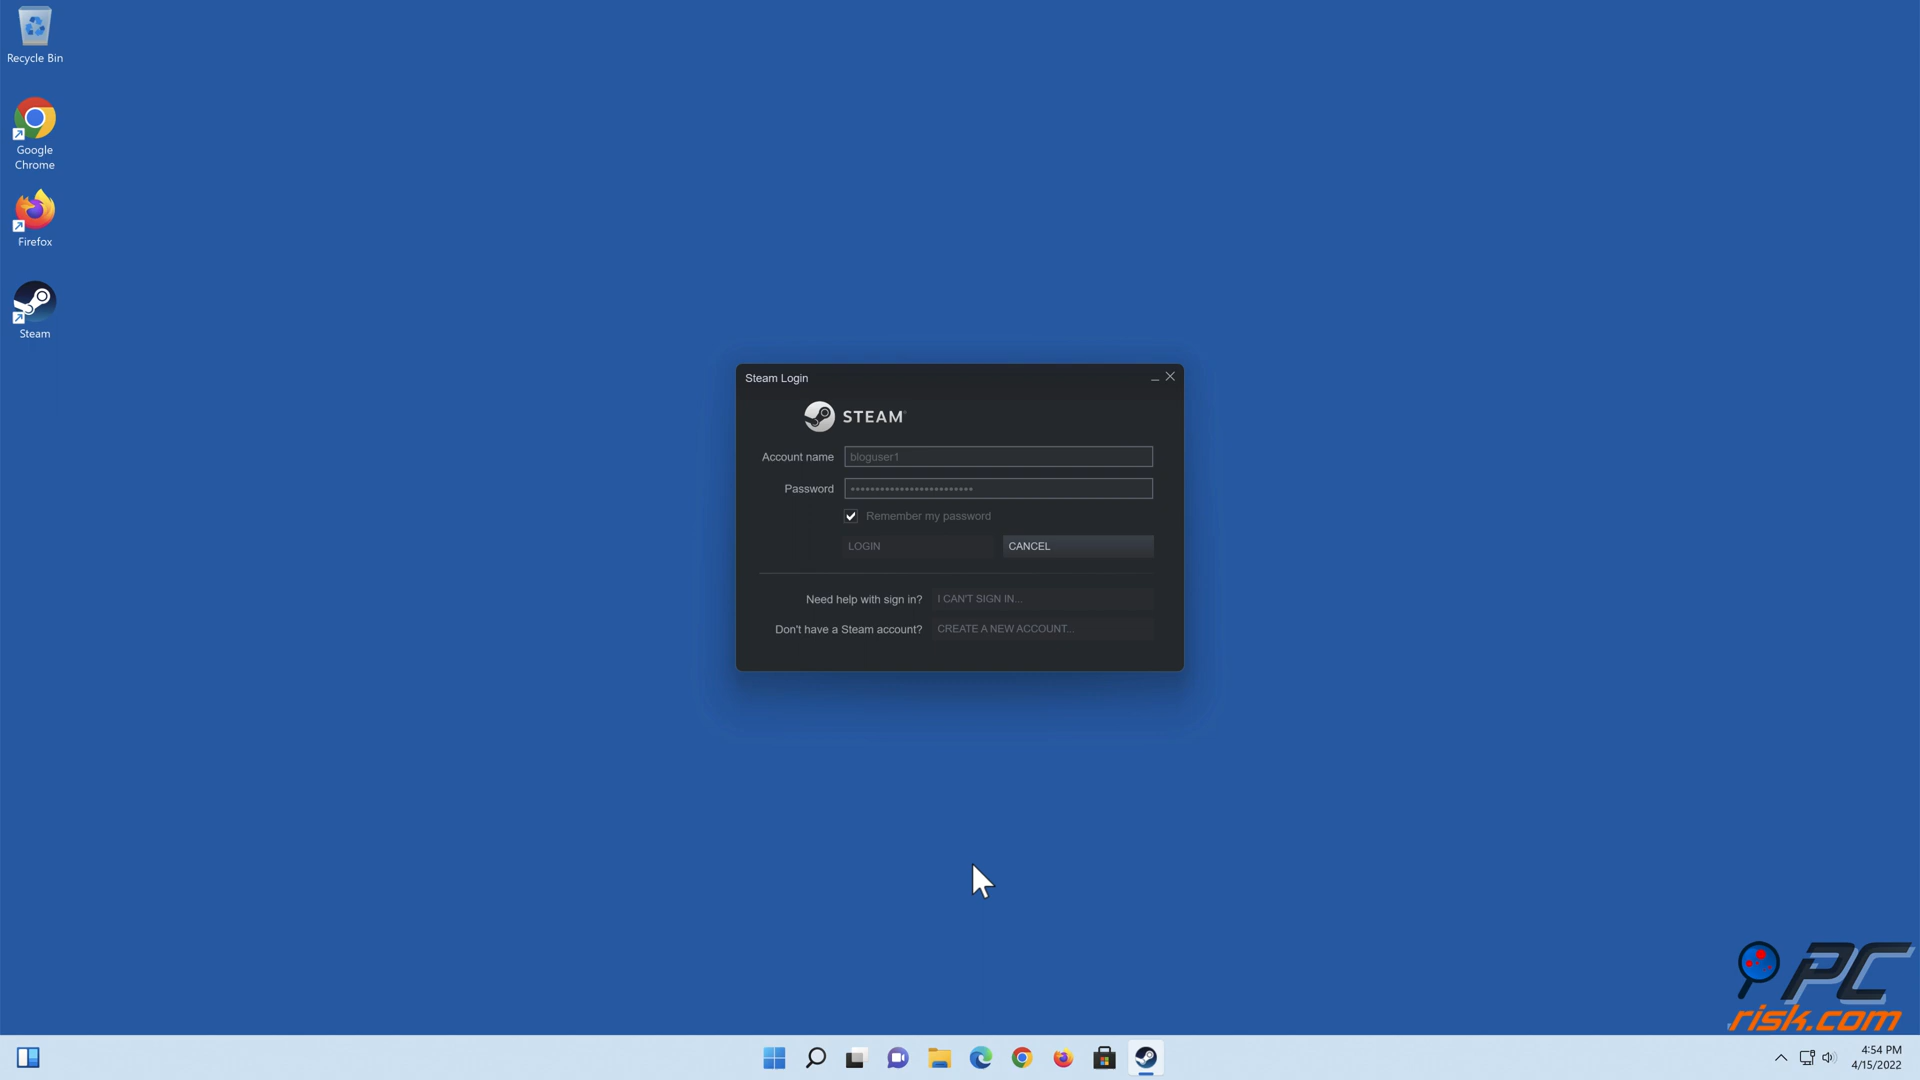 Recycle Bin
Google
Chrome
Firefox
Steam
Steam Login
STEAM
Account name
bloguser1
Password
•••••••••••••••••••••••••
Remember my password
LOGIN
CANCEL
Need help with sign in?
I CAN'T SIGN IN...
Don't have a Steam account?
CREATE A NEW ACCOUNT...
PC
risk.com
4:54 PM
4/15/2022